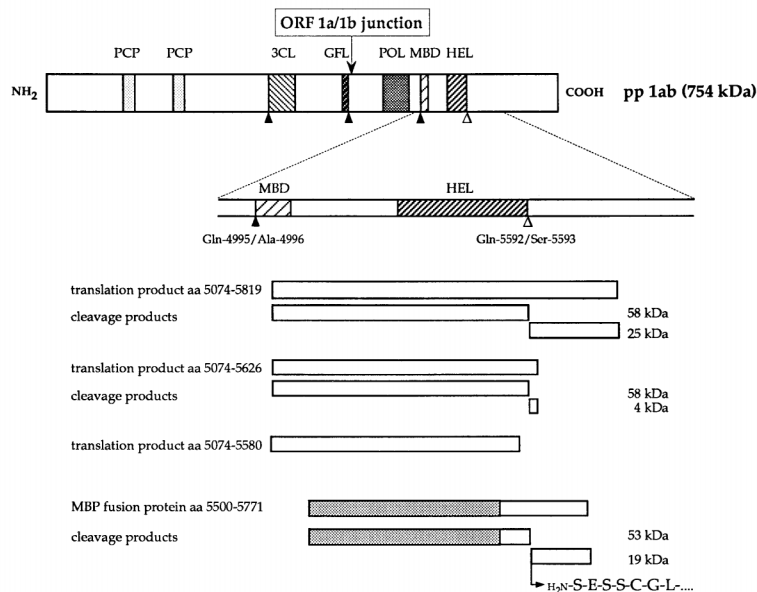 ORF 1a/1b junction
PCP PCP 3CL GFL POL MBD HEL
NH2 COOH pp 1ab (754 kDa)
MBD HEL
Gln-4995/Ala-4996 Gln-5592/Ser-5593
translation product aa 5074-5819
cleavage products 58 kDa
25 kDa
translation product aa 5074-5626
cleavage products 58 kDa
4 kDa
translation product aa 5074-5580
MBP fusion protein aa 5500-5771
cleavage products 53 kDa
19 kDa
H2N-S-E-S-S-C-G-L-....